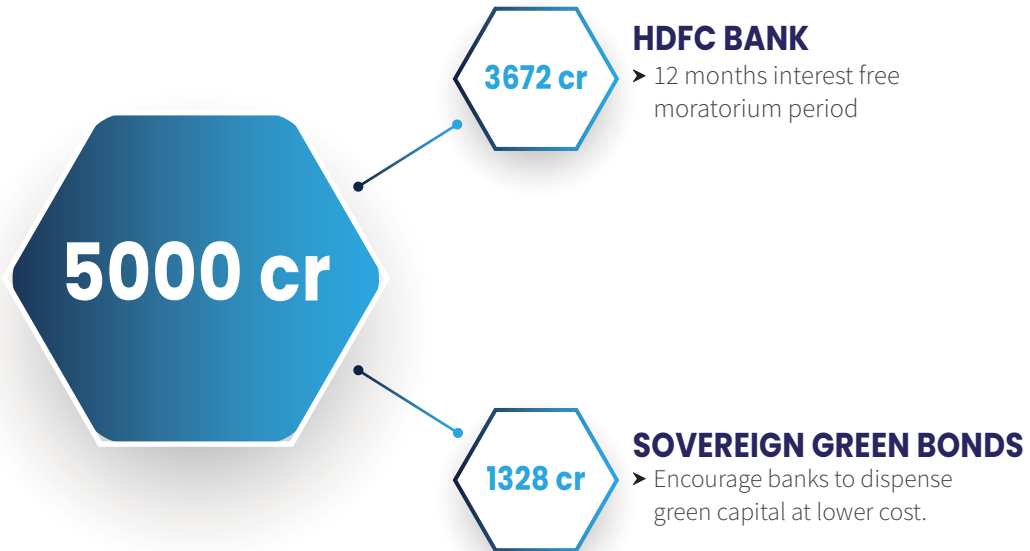 3672 cr
HDFC BANK
➤ 12 months interest free
moratorium period
5000 cr
1328 cr
SOVEREIGN GREEN BONDS
➤ Encourage banks to dispense
green capital at lower cost.